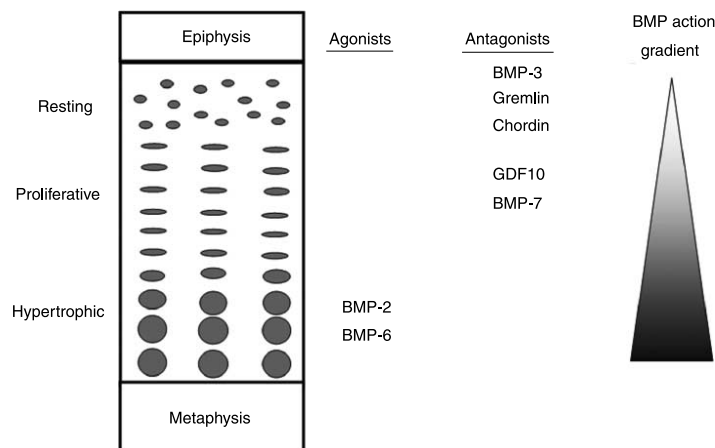 Epiphysis
Agonists
Antagonists
BMP action
gradient
Resting
BMP-3
Gremlin
Chordin
Proliferative
GDF10
BMP-7
Hypertrophic
BMP-2
BMP-6
Metaphysis